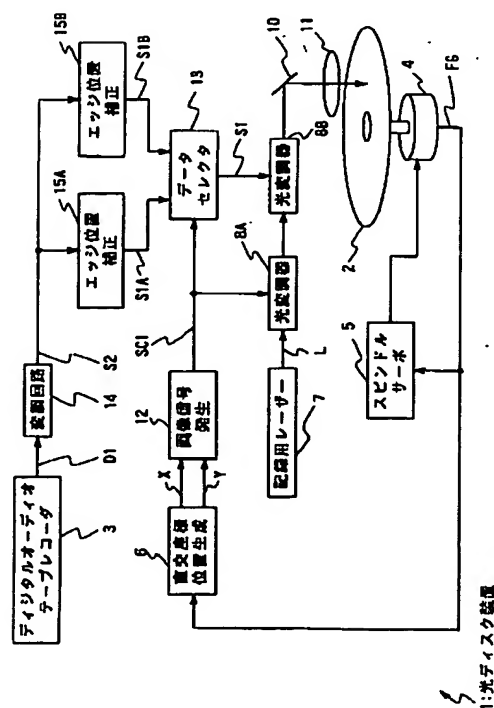 ディジタルオーディオ
テープレコーダ
3
D1
変調回路
14
S2
15A
エッジ位置
補正
S1A
15B
エッジ位置
補正
S1B
データ
セレクタ
13
S1
SC1
画像信号
発生
12
X
Y
直交座標
位置生成
6
記録用レーザー
7
L
光変調器
8A
光変調器
8B
10
11
2
4
FG
スピンドル
サーボ
5
1:光ディスク装置